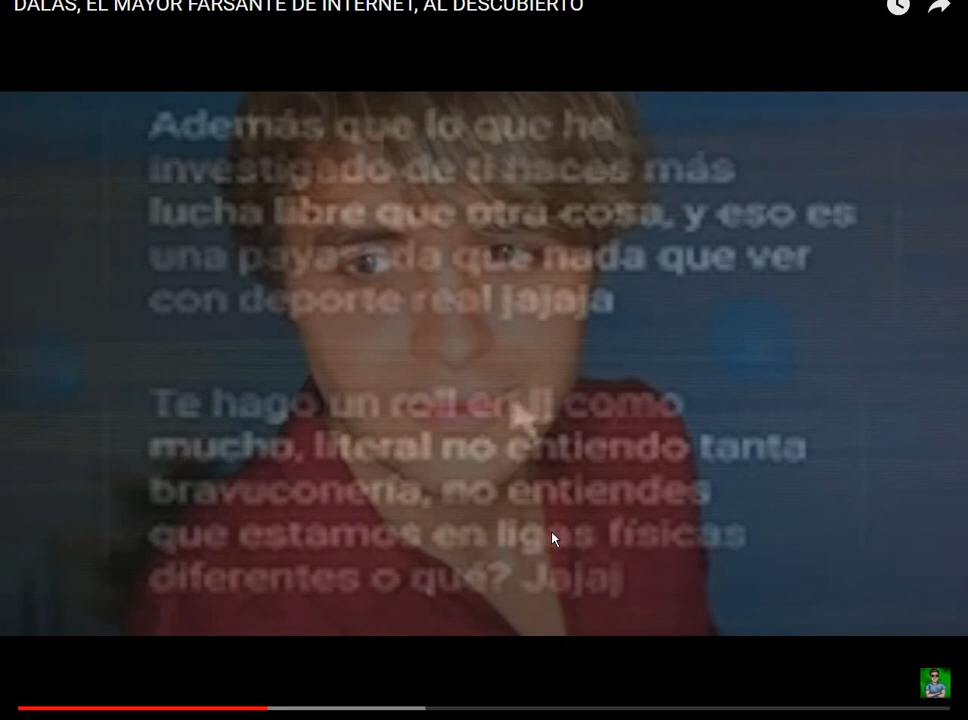 DALAS, EL MAYOR FARSANTE DE INTERNET, AL DESCUBIERTO
Además que lo que he
investigado de ti haces más
lucha libre que otra cosa, y eso es
una payasada que nada que ver
con deporte real jajaja
Te hago un roll en jj como
mucho, literal no entiendo tanta
bravuconería, no entiendes
que estamos en ligas físicas
diferentes o qué? Jajaj